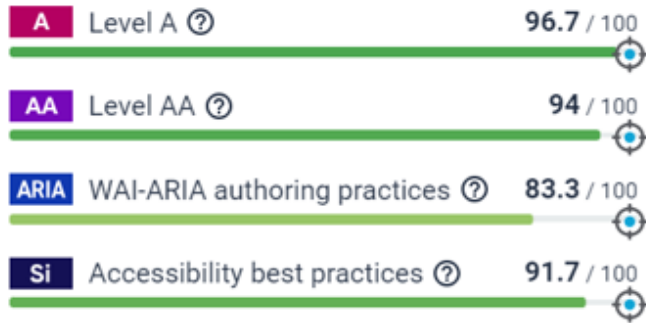 A Level A ? 96.7 / 100
AA Level AA ? 94 / 100
ARIA WAI-ARIA authoring practices ? 83.3 / 100
Si Accessibility best practices ? 91.7 / 100